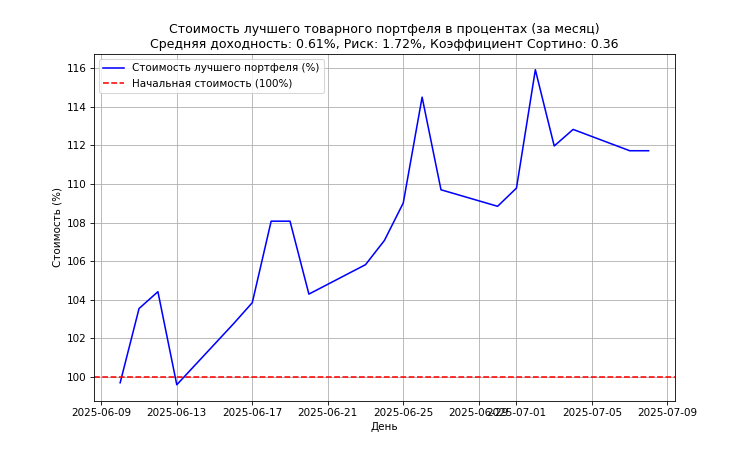 Стоимость лучшего товарного портфеля в процентах (за месяц)
Средняя доходность: 0.61%, Риск: 1.72%, Коэффициент Сортино: 0.36
Стоимость лучшего портфеля (%)
Начальная стоимость (100%)
Стоимость (%)
116
114
112
110
108
106
104
102
100
2025-06-09 2025-06-13 2025-06-17 2025-06-21 2025-06-25 2025-06-29 2025-07-01 2025-07-05 2025-07-09
День